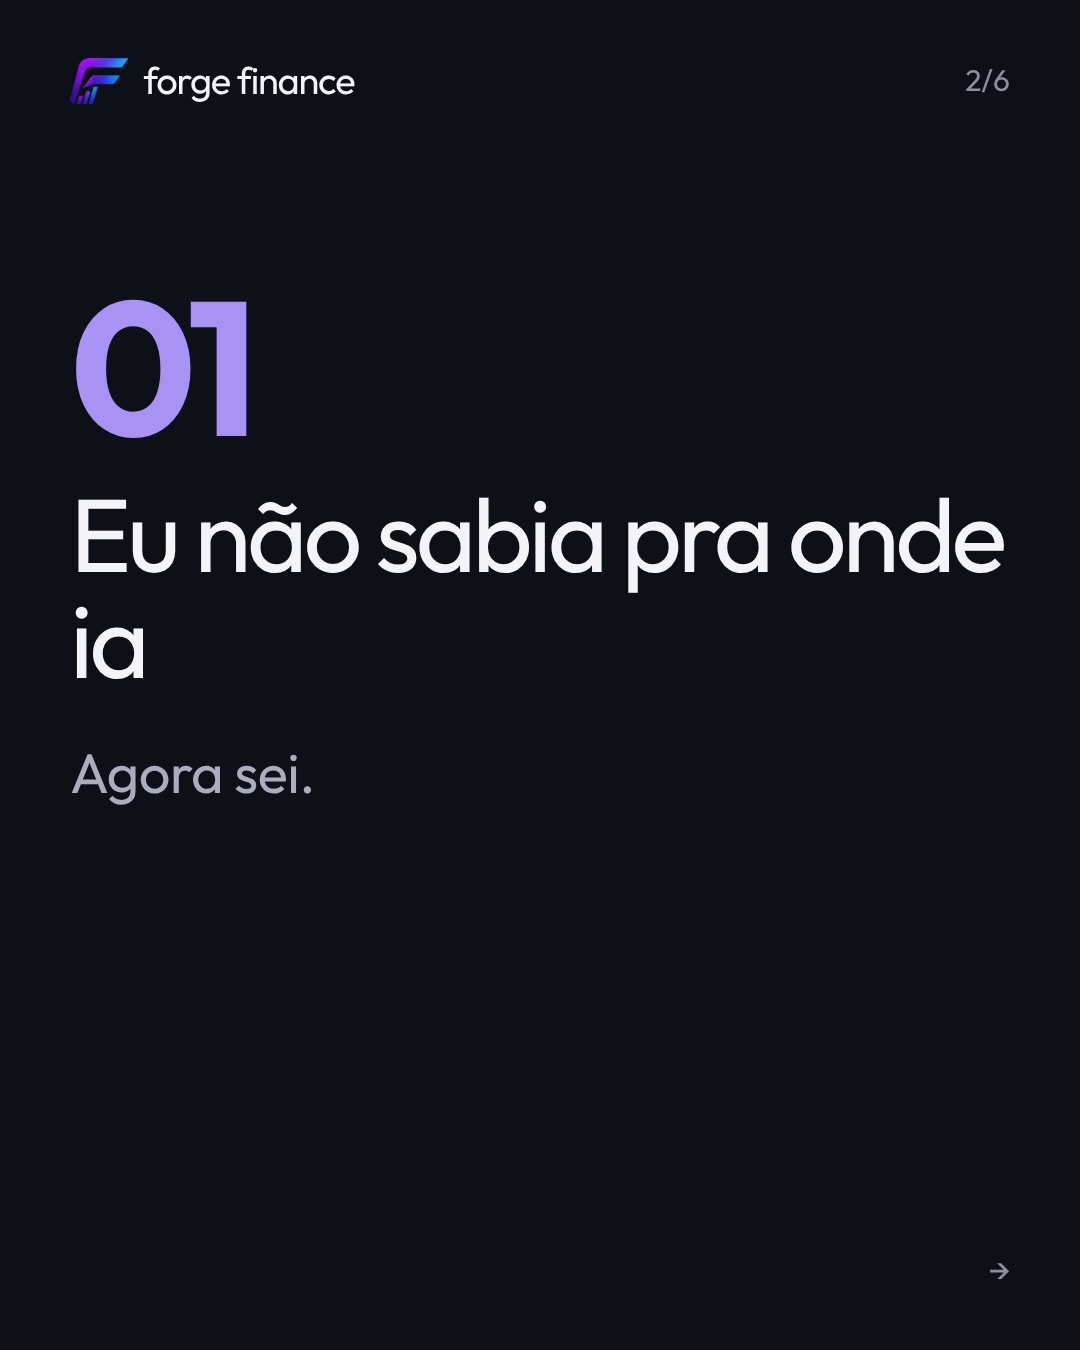 forge finance
2/6
01
Eu não sabia pra onde
ia
Agora sei.
→